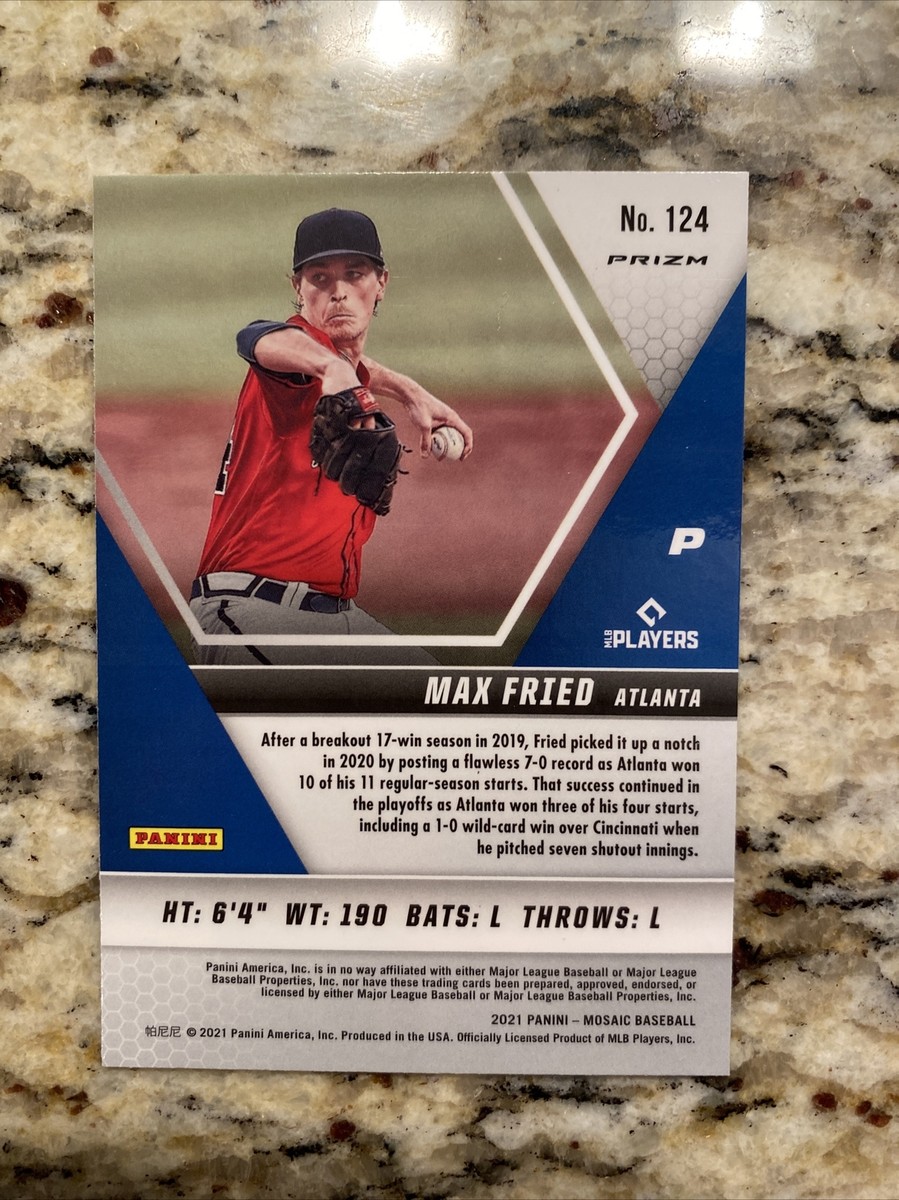 No. 124
PRIZM
P
MLB PLAYERS
MAX FRIED ATLANTA
After a breakout 17-win season in 2019, Fried picked it up a notch
in 2020 by posting a flawless 7-0 record as Atlanta won
10 of his 11 regular-season starts. That success continued
in the playoffs as Atlanta won three of his four starts,
including a 1-0 wild-card win over Cincinnati when
he pitched seven shutout innings.
PANINI
HT: 6'4" WT: 190 BATS: L THROWS: L
Panini America, Inc. is in no way affiliated with either Major League Baseball or Major League
Baseball Properties, Inc. nor have these trading cards been prepared, approved, endorsed, or
licensed by either Major League Baseball or Major League Baseball Properties, Inc.
2021 PANINI – MOSAIC BASEBALL
帕尼尼 © 2021 Panini America, Inc. Produced in the USA. Officially Licensed Product of MLB Players, Inc.